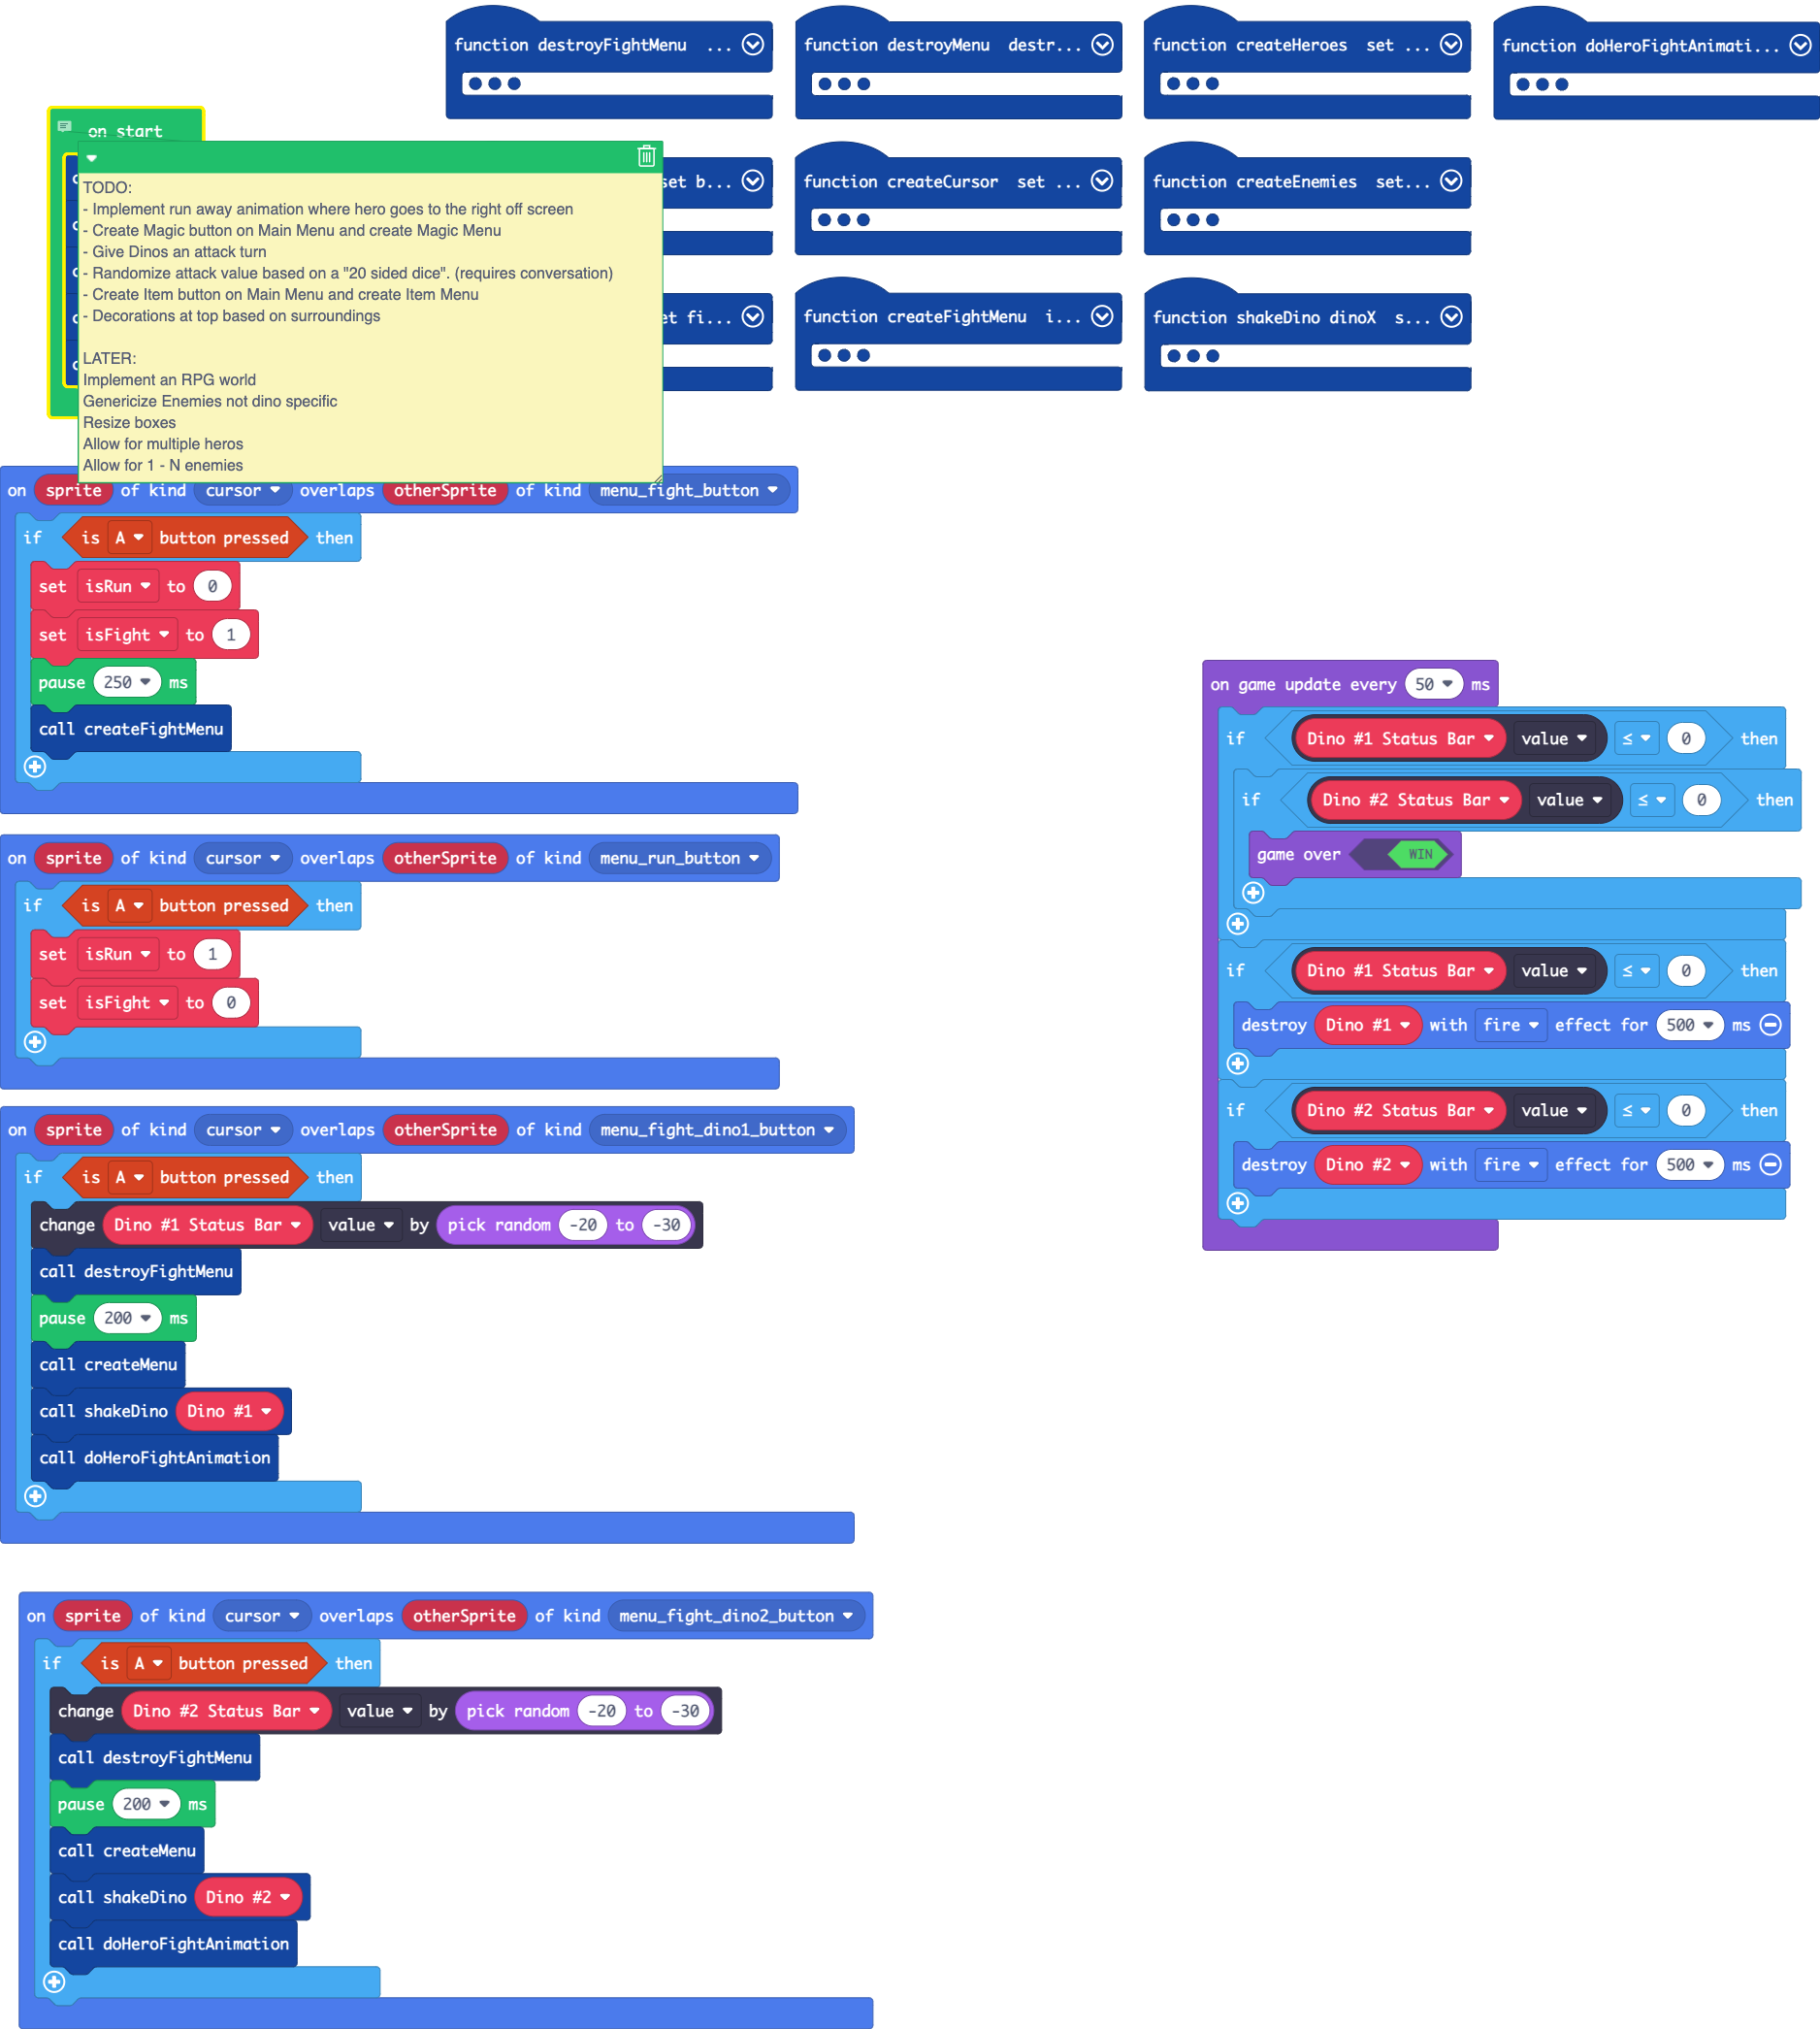 function destroyFightMenu ...
function destroyMenu destr...
function createHeroes set ...
function doHeroFightAnimati...
on start
set b...
function createCursor set ...
function createEnemies set...
et fi...
function createFightMenu i...
function shakeDino dinoX s...
TODO:
- Implement run away animation where hero goes to the right off screen
- Create Magic button on Main Menu and create Magic Menu
- Give Dinos an attack turn
- Randomize attack value based on a "20 sided dice". (requires conversation)
- Create Item button on Main Menu and create Item Menu
- Decorations at top based on surroundings
LATER:
Implement an RPG world
Genericize Enemies not dino specific
Resize boxes
Allow for multiple heros
Allow for 1 - N enemies
on sprite of kind cursor overlaps otherSprite of kind menu_fight_button
if is A button pressed then
set isRun to 0
set isFight to 1
pause 250 ms
call createFightMenu
on sprite of kind cursor overlaps otherSprite of kind menu_run_button
if is A button pressed then
set isRun to 1
set isFight to 0
on sprite of kind cursor overlaps otherSprite of kind menu_fight_dino1_button
if is A button pressed then
change Dino #1 Status Bar value by pick random -20 to -30
call destroyFightMenu
pause 200 ms
call createMenu
call shakeDino Dino #1
call doHeroFightAnimation
on sprite of kind cursor overlaps otherSprite of kind menu_fight_dino2_button
if is A button pressed then
change Dino #2 Status Bar value by pick random -20 to -30
call destroyFightMenu
pause 200 ms
call createMenu
call shakeDino Dino #2
call doHeroFightAnimation
on game update every 50 ms
if Dino #1 Status Bar value ≤ 0 then
if Dino #2 Status Bar value ≤ 0 then
game over WIN
if Dino #1 Status Bar value ≤ 0 then
destroy Dino #1 with fire effect for 500 ms
if Dino #2 Status Bar value ≤ 0 then
destroy Dino #2 with fire effect for 500 ms